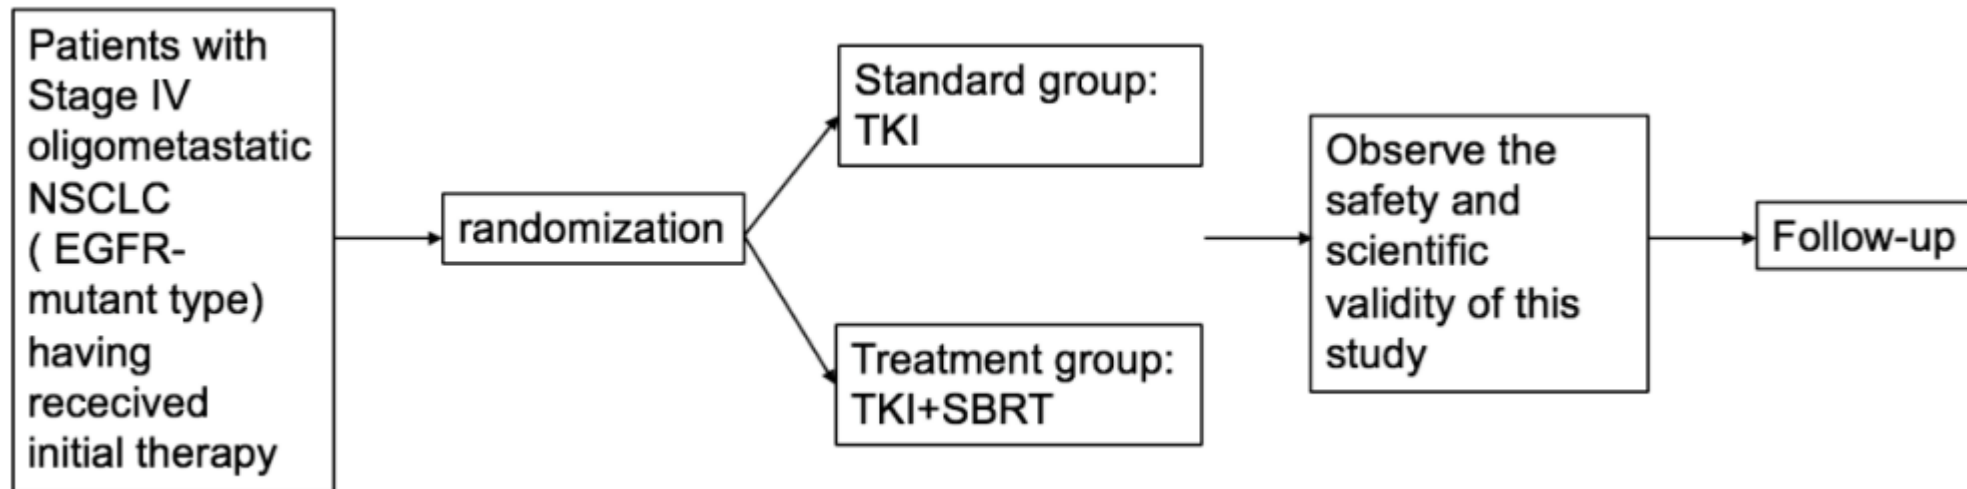 Patients with
Stage IV
oligometastatic
NSCLC
( EGFR-
mutant type)
having
rececived
initial therapy
randomization
Standard group:
TKI
Treatment group:
TKI+SBRT
Observe the
safety and
scientific
validity of this
study
Follow-up